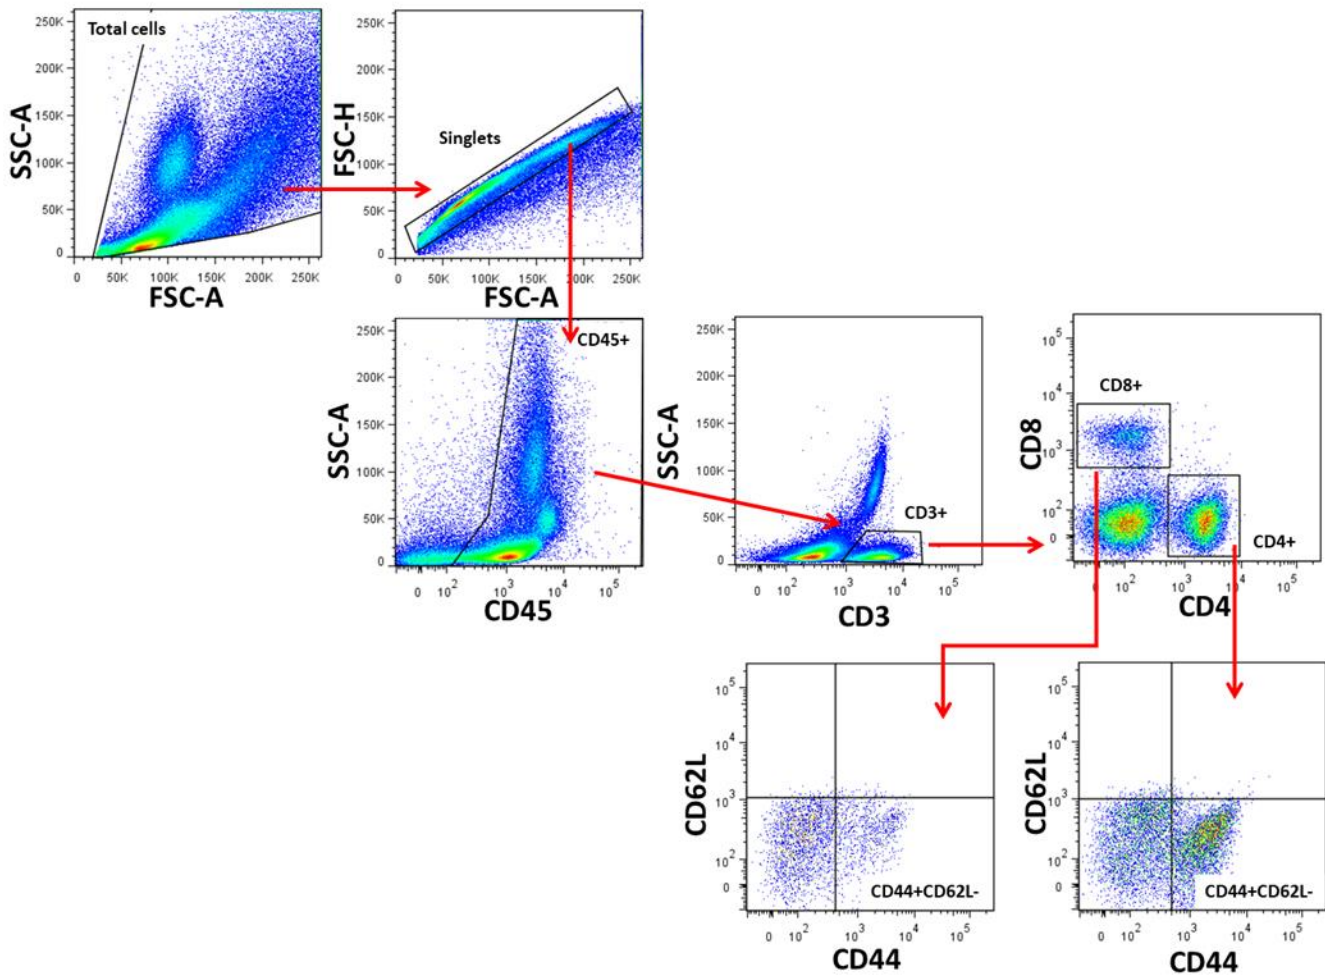 Total cells
SSC-A
250K
200K
150K
100K
50K
0
0 50K 100K 150K 200K 250K
FSC-A
Singlets
FSC-H
250K
200K
150K
100K
50K
0
0 50K 100K 150K 200K 250K
FSC-A
CD45+
SSC-A
250K
200K
150K
100K
50K
0
0 10² 10³ 10⁴ 10⁵
CD45
SSC-A
250K
200K
150K
100K
50K
0
CD3+
0 10² 10³ 10⁴ 10⁵
CD3
CD8
10⁵
10⁴
10³
10²
0
CD8+
CD4+
0 10² 10³ 10⁴ 10⁵
CD4
CD62L
10⁵
10⁴
10³
10²
0
CD44+CD62L-
0 10² 10³ 10⁴ 10⁵
CD44
CD62L
10⁵
10⁴
10³
10²
0
CD44+CD62L-
0 10² 10³ 10⁴ 10⁵
CD44